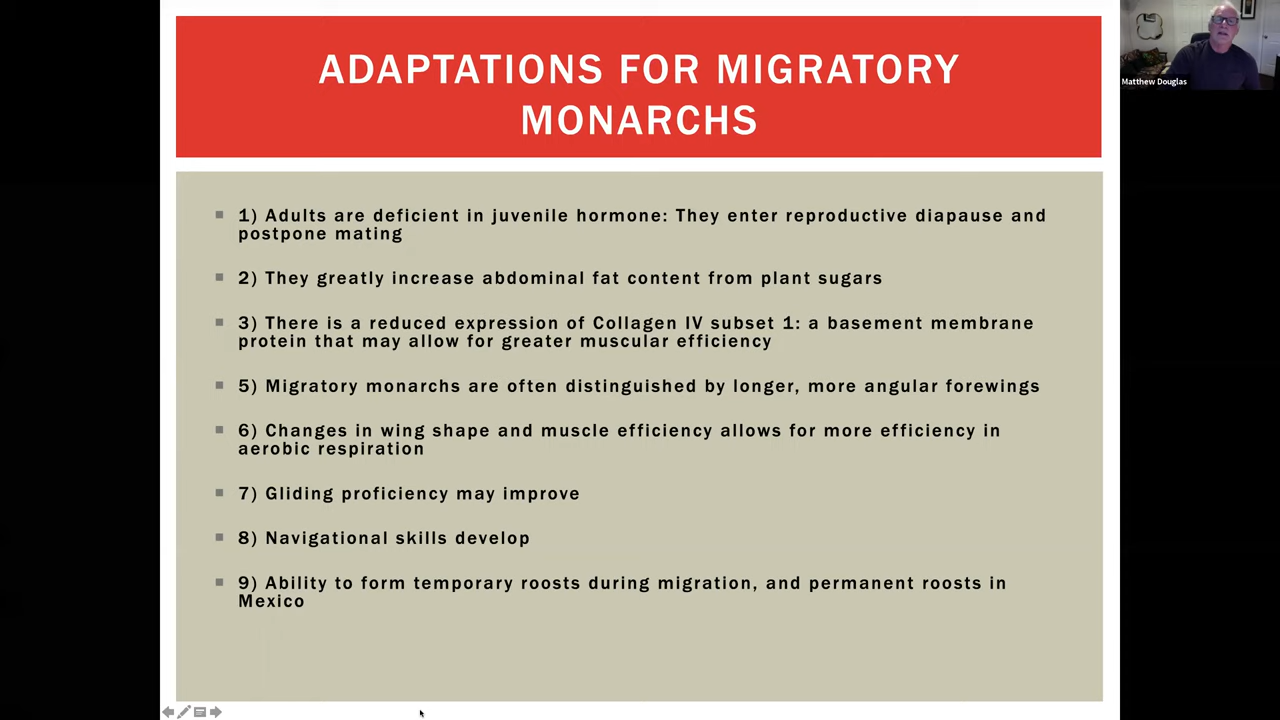 ADAPTATIONS FOR MIGRATORY
MONARCHS
Matthew Douglas
1) Adults are deficient in juvenile hormone: They enter reproductive diapause and
postpone mating
2) They greatly increase abdominal fat content from plant sugars
3) There is a reduced expression of Collagen IV subset 1: a basement membrane
protein that may allow for greater muscular efficiency
5) Migratory monarchs are often distinguished by longer, more angular forewings
6) Changes in wing shape and muscle efficiency allows for more efficiency in
aerobic respiration
7) Gliding proficiency may improve
8) Navigational skills develop
9) Ability to form temporary roosts during migration, and permanent roosts in
Mexico